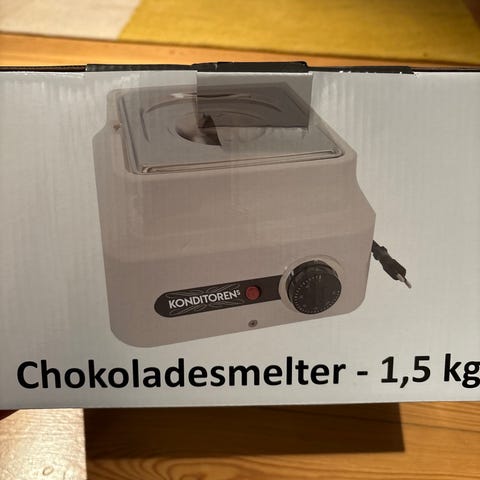 KONDITORENS
Chokoladesmelter - 1,5 kg